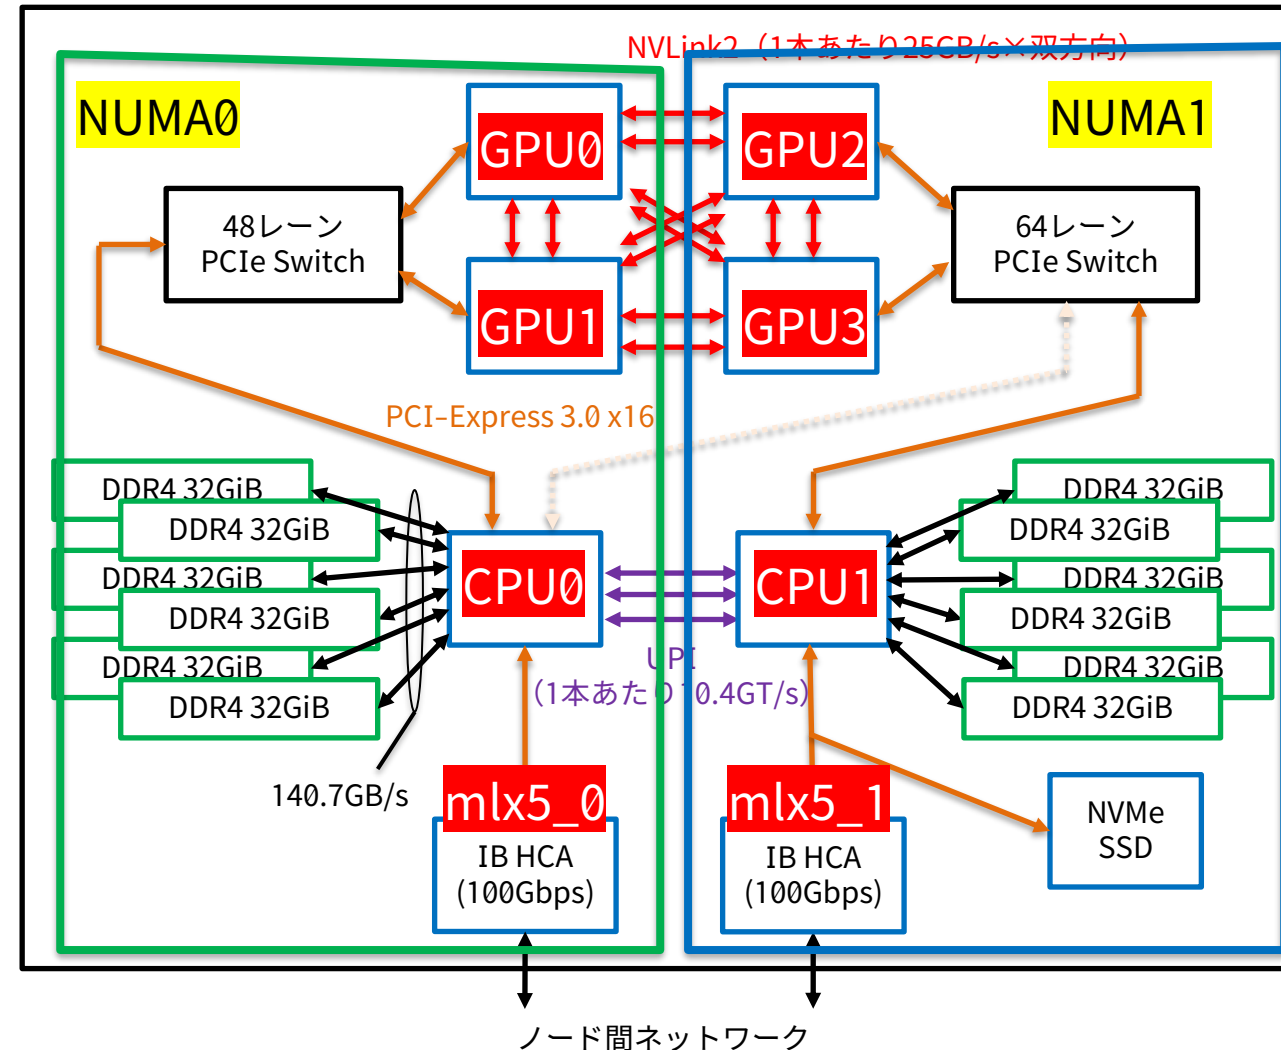 NVLink2（1本あたり25GB/s×双方向）
NUMA0
NUMA1
GPU0
GPU2
48レーン
PCIe Switch
64レーン
PCIe Switch
GPU1
GPU3
PCI-Express 3.0 x16
DDR4 32GiB
DDR4 32GiB
DDR4 32GiB
DDR4 32GiB
DDR4 32GiB
DDR4 32GiB
CPU0
CPU1
DDR4 32GiB
DDR4 32GiB
DDR4 32GiB
DDR4 32GiB
DDR4 32GiB
DDR4 32GiB
UPI
（1本あたり10.4GT/s）
140.7GB/s
mlx5_0
IB HCA
(100Gbps)
mlx5_1
IB HCA
(100Gbps)
NVMe
SSD
ノード間ネットワーク